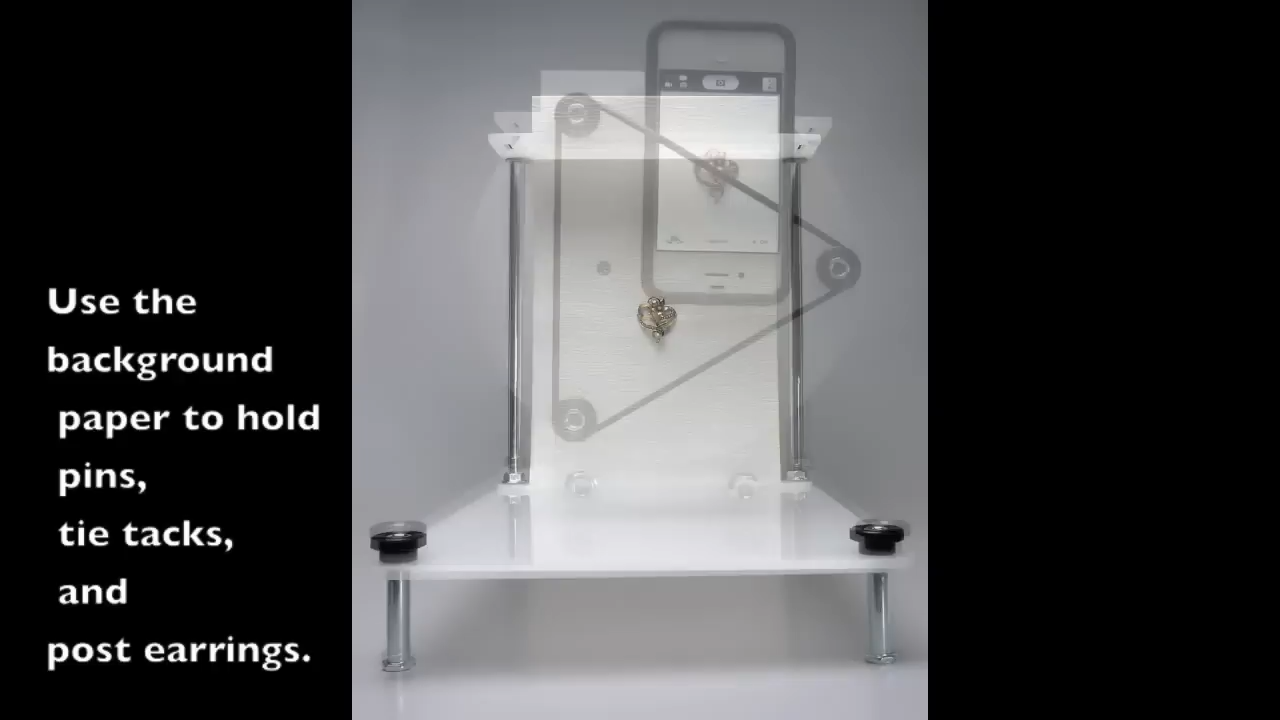 Use the
background
paper to hold
pins,
tie tacks,
and
post earrings.